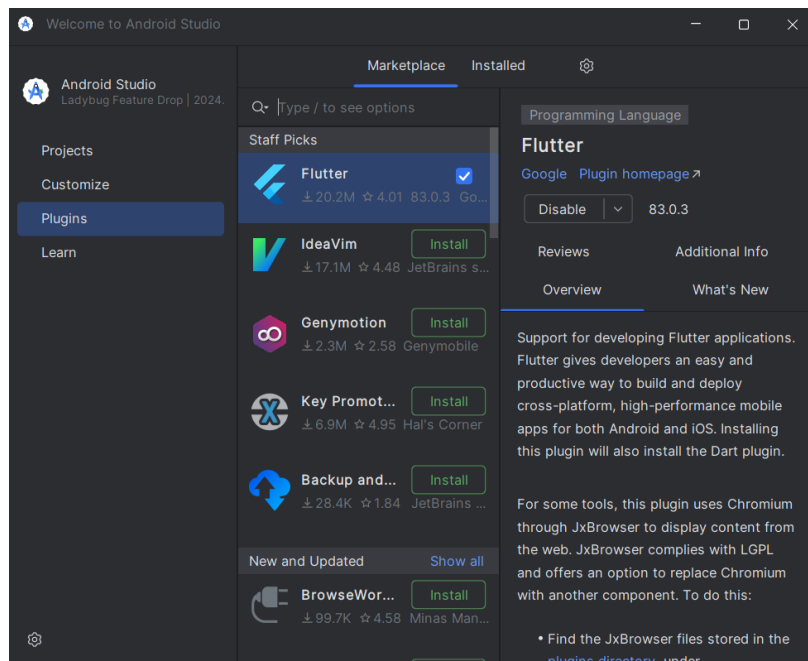 Welcome to Android Studio
Android Studio
Ladybug Feature Drop | 2024.
Projects
Customize
Plugins
Learn
Marketplace
Installed
Type / to see options
Staff Picks
Flutter
20.2M 4.01 83.0.3 Go...
IdeaVim
Install
17.1M 4.48 JetBrains s...
Genymotion
Install
2.3M 2.58 Genymobile
Key Promot...
Install
6.9M 4.95 Hal's Corner
Backup and...
Install
28.4K 1.84 JetBrains ...
New and Updated
Show all
BrowseWor...
Install
99.7K 4.58 Minas Man...
Programming Language
Flutter
Google Plugin homepage
Disable
83.0.3
Reviews
Additional Info
Overview
What's New
Support for developing Flutter applications.
Flutter gives developers an easy and
productive way to build and deploy
cross-platform, high-performance mobile
apps for both Android and iOS. Installing
this plugin will also install the Dart plugin.
For some tools, this plugin uses Chromium
through JxBrowser to display content from
the web. JxBrowser complies with LGPL
and offers an option to replace Chromium
with another component. To do this:
• Find the JxBrowser files stored in the
plugins directory, under